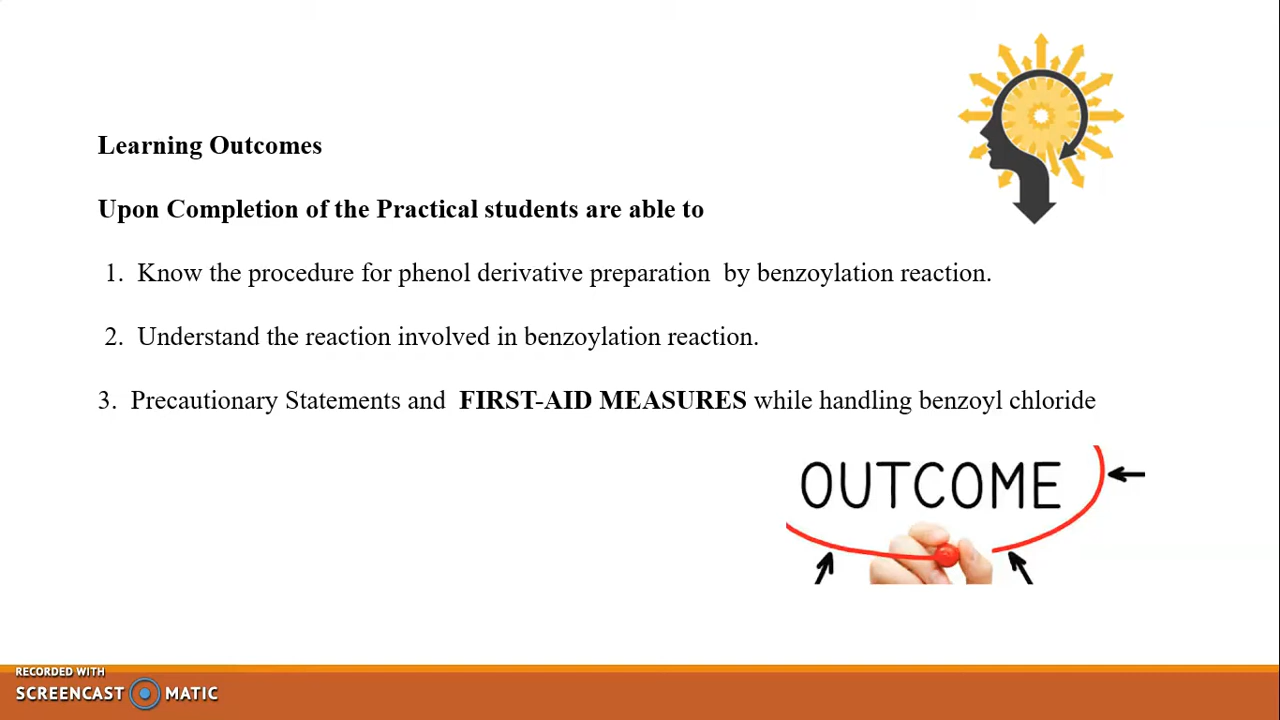 Learning Outcomes
Upon Completion of the Practical students are able to
1. Know the procedure for phenol derivative preparation by benzoylation reaction.
2. Understand the reaction involved in benzoylation reaction.
3. Precautionary Statements and FIRST-AID MEASURES while handling benzoyl chloride
OUTCOME
RECORDED WITH
SCREENCAST MATIC